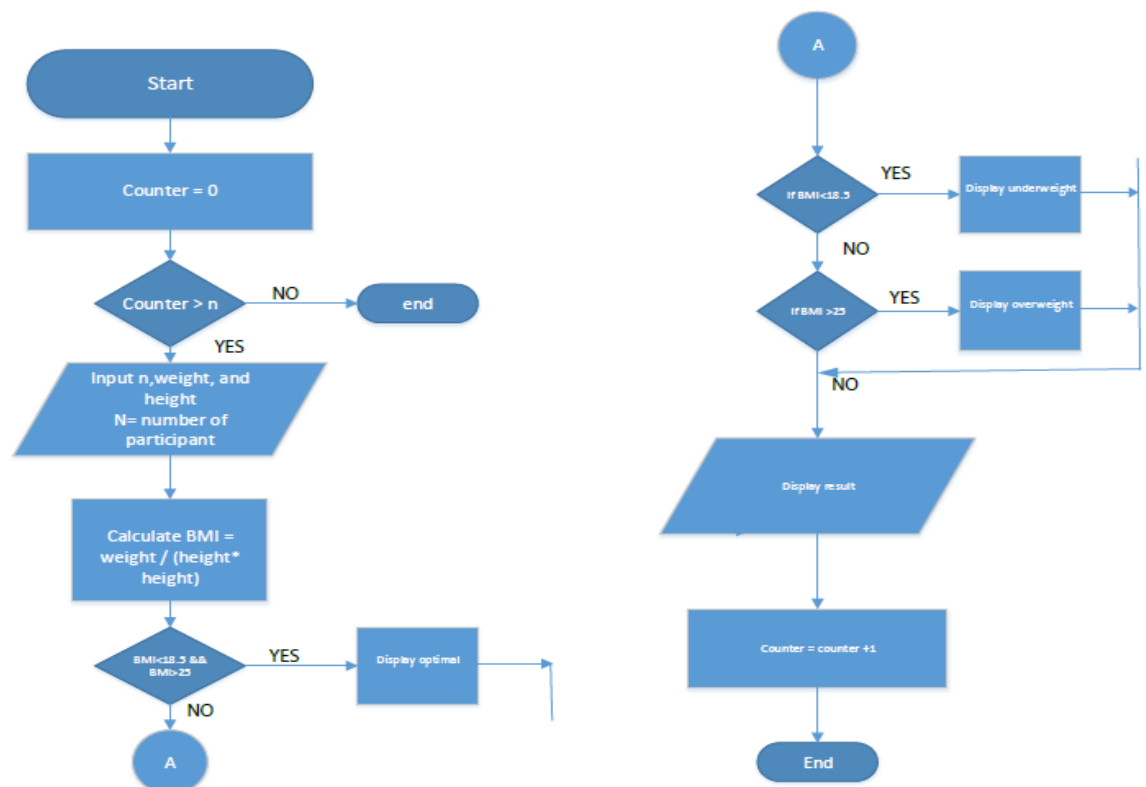 Start
Counter = 0
Counter > n
NO
end
YES
Input n,weight, and
height
N= number of
participant
Calculate BMI =
weight / (height*
height)
BMI<18.5 &&
BMI>25
YES
Display optimal
NO
A
A
If BMI<18.5
YES
Display underweight
NO
If BMI >25
YES
Display overweight
NO
Display result
Counter = counter +1
End